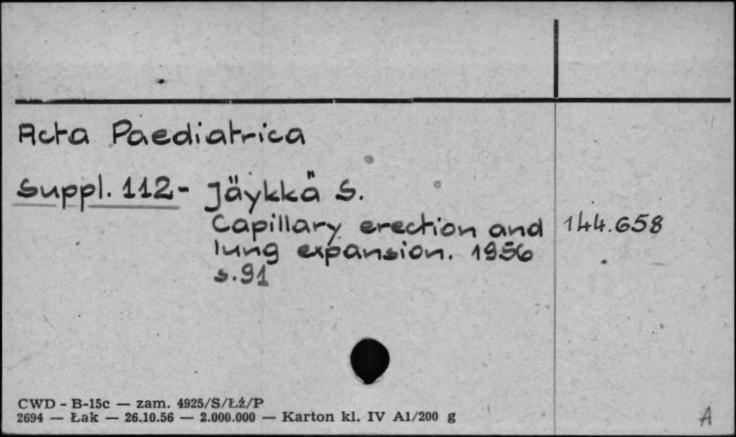 Acta Paediatrica
Suppl. 112 - Jäykkä S.
Capillary erection and 144.658
lung expansion. 1956
s.91
CWD - B-15c — zam. 4925/S/Łż/P
2694 — Łak — 26.10.56 — 2.000.000 — Karton kl. IV A1/200 g
A